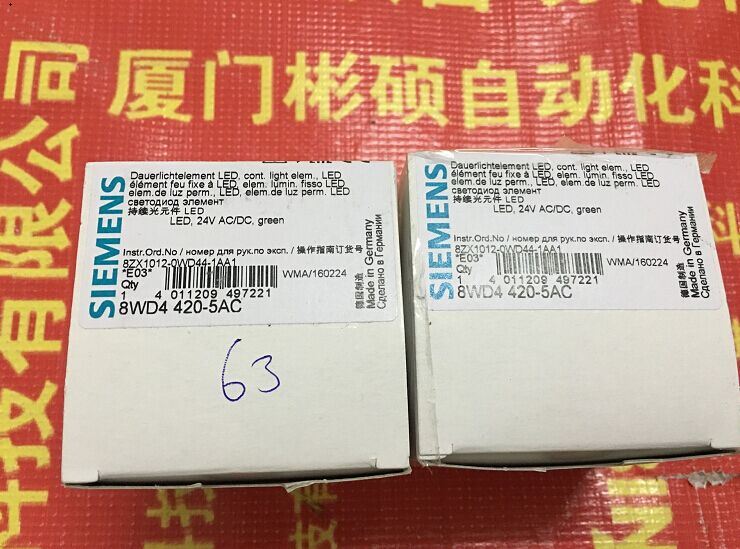 厦门彬硕自动化科
公司
有限
科技
SIEMENS
Dauerlichtelement LED, cont. light elem., LED
élément feu fixe à LED, elem. lumin. fisso LED
elem.de luz perm., LED, elem. de luz perm. LED
светодиод элемент
持续光元件 LED
LED, 24V AC/DC, green
Instr.Ord.No / номер для рук.по эксп. / 操作指南订货号
8ZX1012-0WD44-1AA1
*E03*
Qty
1
4 011209 497221
WMA/160224
8WD4 420-5AC
德国制造
Made in Germany
Сделано в Германии
63
SIEMENS
Dauerlichtelement LED, cont. light elem., LED
élément feu fixe à LED, elem. lumin. fisso LED
elem.de luz perm., LED, elem. de luz perm. LED
светодиод элемент
持续光元件 LED
LED, 24V AC/DC, green
Instr.Ord.No / номер для рук.по эксп. / 操作指南订货号
8ZX1012-0WD44-1AA1
*E03*
Qty
1
4 011209 497221
WMA/160224
8WD4 420-5AC
德国制造
Made in Germany
Сделано в Германии